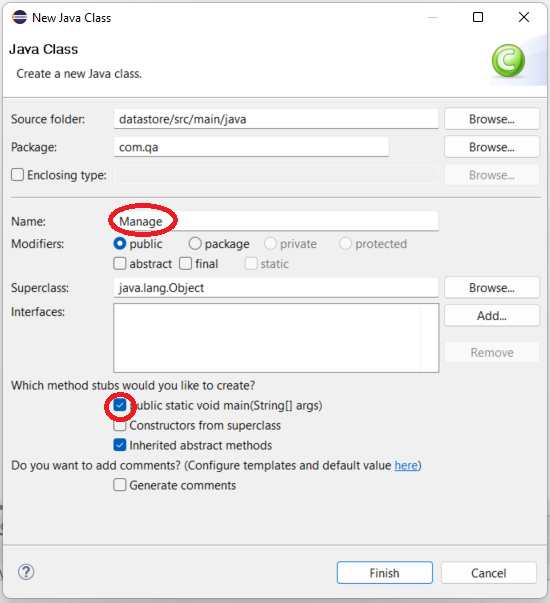 New Java Class
Java Class
Create a new Java class.
C
Source folder: datastore/src/main/java Browse...
Package: com.qa Browse...
Enclosing type: Browse...
Name: Manage
Modifiers: public package private protected
abstract final static
Superclass: java.lang.Object Browse...
Interfaces: Add...
Remove
Which method stubs would you like to create?
public static void main(String[] args)
Constructors from superclass
Inherited abstract methods
Do you want to add comments? (Configure templates and default value here)
Generate comments
? Finish Cancel